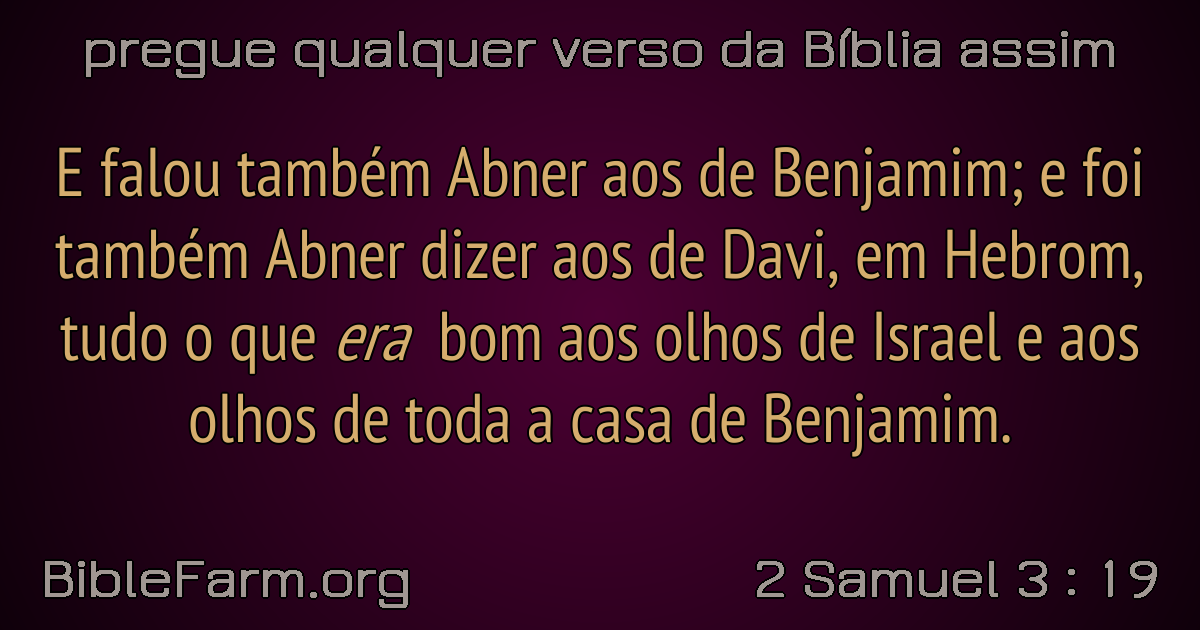 pregue qualquer verso da Bíblia assim
E falou também Abner aos de Benjamim; e foi
também Abner dizer aos de Davi, em Hebrom,
tudo o que era bom aos olhos de Israel e aos
olhos de toda a casa de Benjamim.
BibleFarm.org
2 Samuel 3 : 19